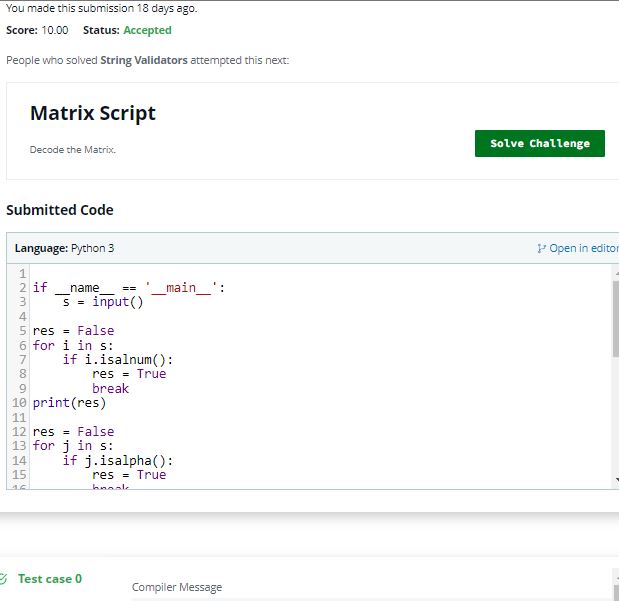 You made this submission 18 days ago.
Score: 10.00 Status: Accepted
People who solved String Validators attempted this next:
Matrix Script
Solve Challenge
Decode the Matrix.
Submitted Code
Language: Python 3
Open in editor
1
2 if __name__ == '__main__':
3     s = input()
4
5 res = False
6 for i in s:
7     if i.isalnum():
8         res = True
9         break
10 print(res)
11
12 res = False
13 for j in s:
14     if j.isalpha():
15         res = True
16         break
Test case 0
Compiler Message